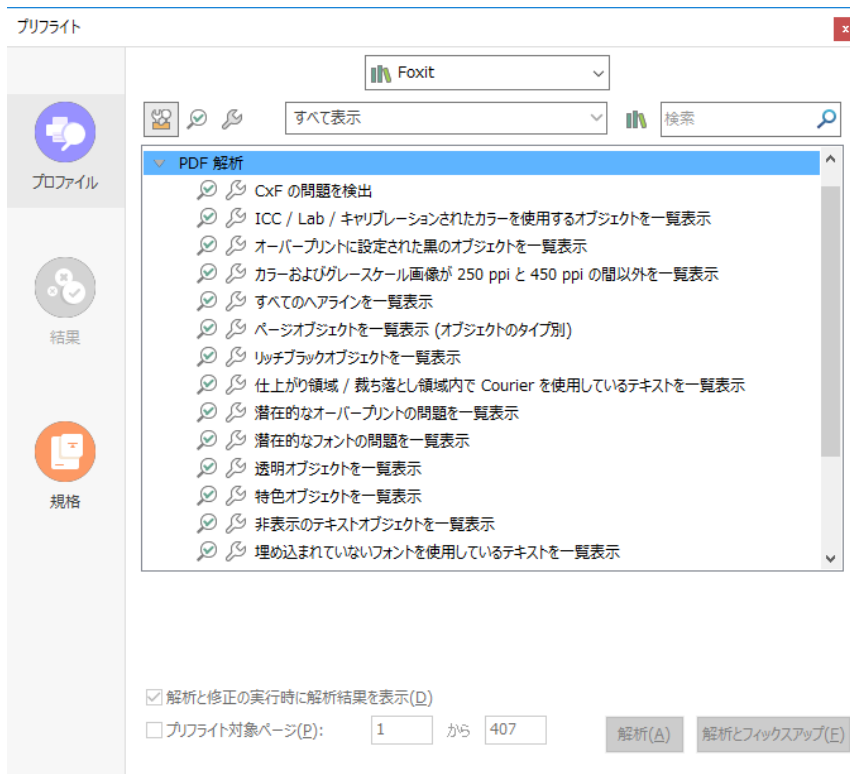 プリフライト
x
Foxit
すべて表示
検索
プロファイル
結果
規格
PDF 解析
CxF の問題を検出
ICC / Lab / キャリブレーションされたカラーを使用するオブジェクトを一覧表示
オーバープリントに設定された黒のオブジェクトを一覧表示
カラーおよびグレースケール画像が 250 ppi と 450 ppi の間以外を一覧表示
すべてのヘアラインを一覧表示
ページオブジェクトを一覧表示 (オブジェクトのタイプ別)
リッチブラックオブジェクトを一覧表示
仕上がり領域 / 裁ち落とし領域内で Courier を使用しているテキストを一覧表示
潜在的なオーバープリントの問題を一覧表示
潜在的なフォントの問題を一覧表示
透明オブジェクトを一覧表示
特色オブジェクトを一覧表示
非表示のテキストオブジェクトを一覧表示
埋め込まれていないフォントを使用しているテキストを一覧表示
解析と修正の実行時に解析結果を表示(D)
プリフライト対象ページ(P): 1 から 407
解析(A)
解析とフィックスアップ(F)